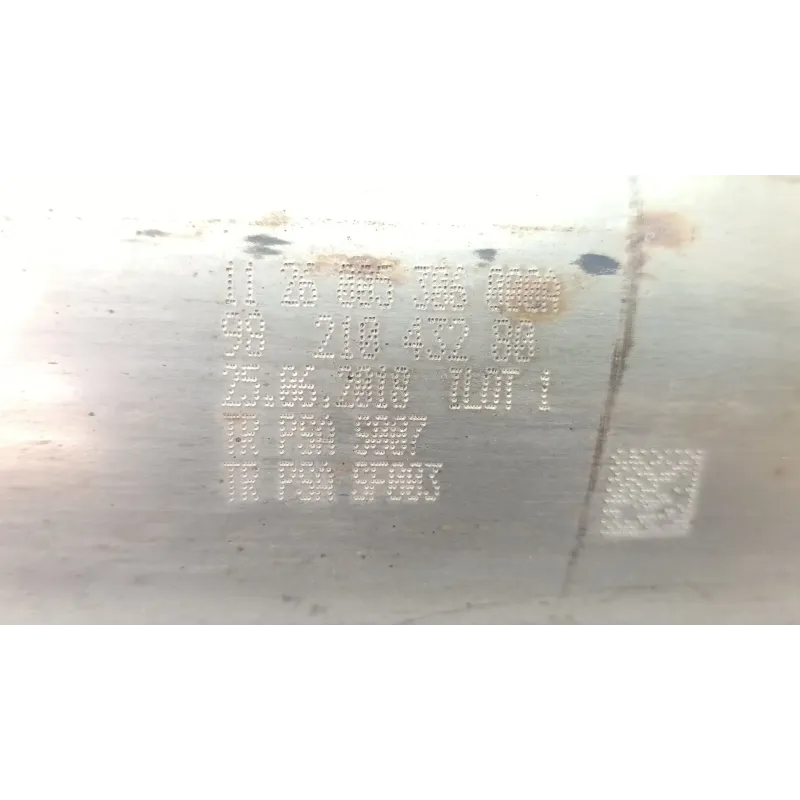 11 26 005 386 0000
98 210 432 80
25.06.2018 1LOT 1
TR PSA S007
TR PSA SF003